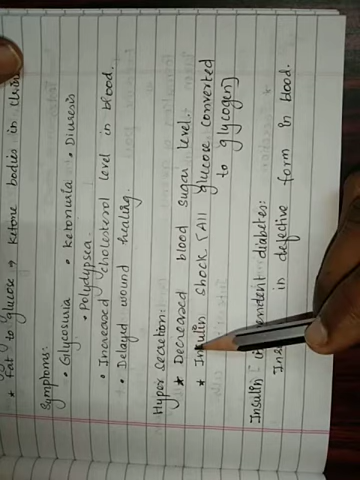 * Fat to glucose → ketone bodies in Urin
Symptoms:
• Glycosuria • Ketonuria • Diuresis
• Polydypsea.
• Increased cholesterol level in blood.
• Delayed wound healing.
Hyper secretion:
* Decreased blood sugar level.
* Insulin shock [All glucose converted
to glycogen]
Insulin dependent diabetes:
in defective form in blood.